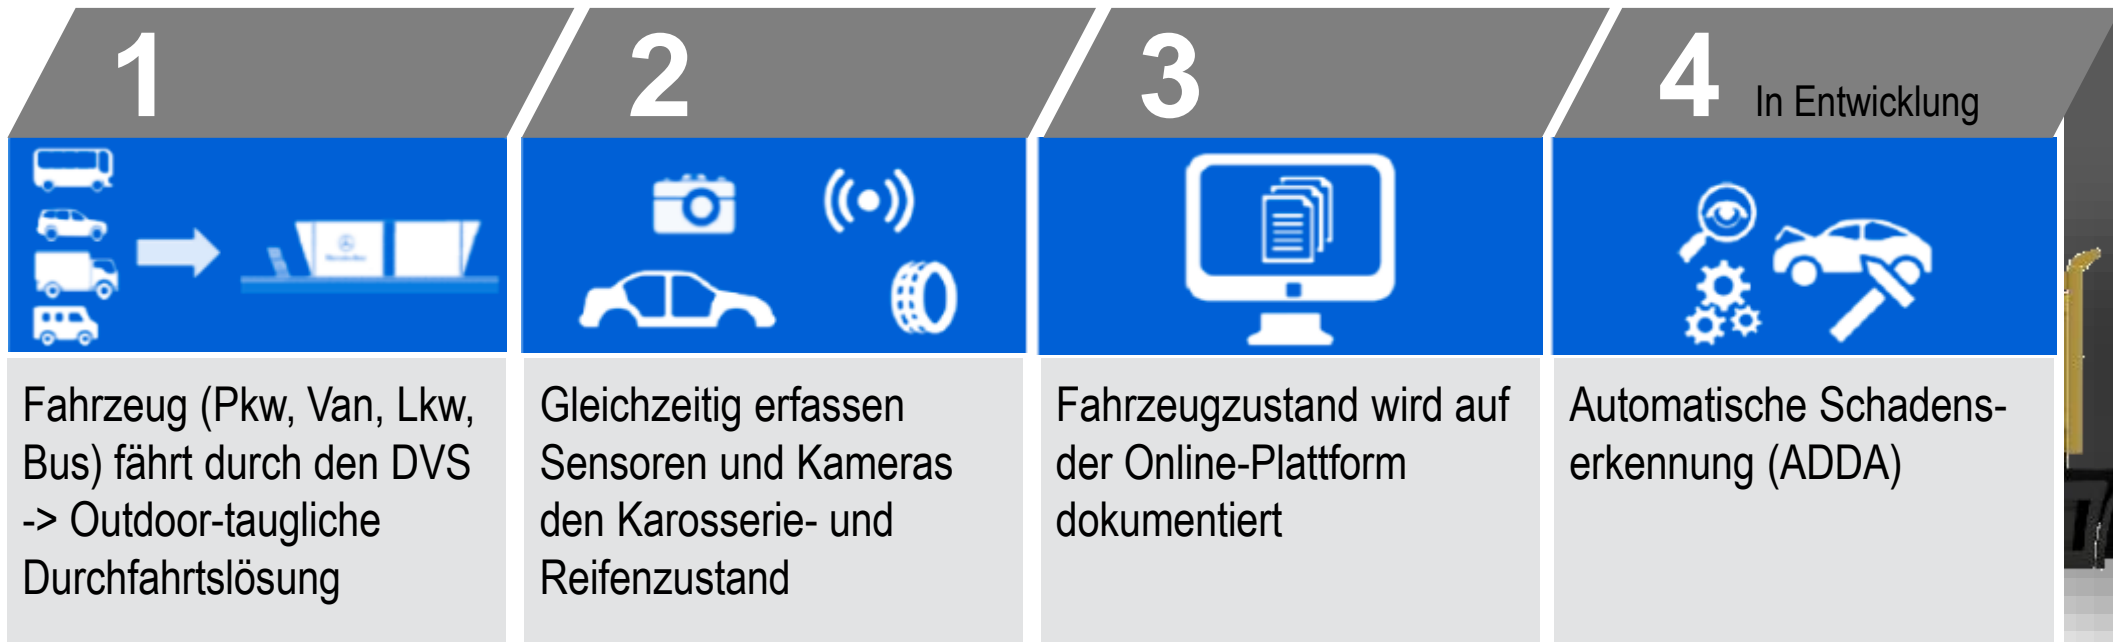 1
2
3
4 In Entwicklung
Fahrzeug (Pkw, Van, Lkw,
Bus) fährt durch den DVS
-> Outdoor-taugliche
Durchfahrtslösung
Gleichzeitig erfassen
Sensoren und Kameras
den Karosserie- und
Reifenzustand
Fahrzeugzustand wird auf
der Online-Plattform
dokumentiert
Automatische Schadens-
erkennung (ADDA)